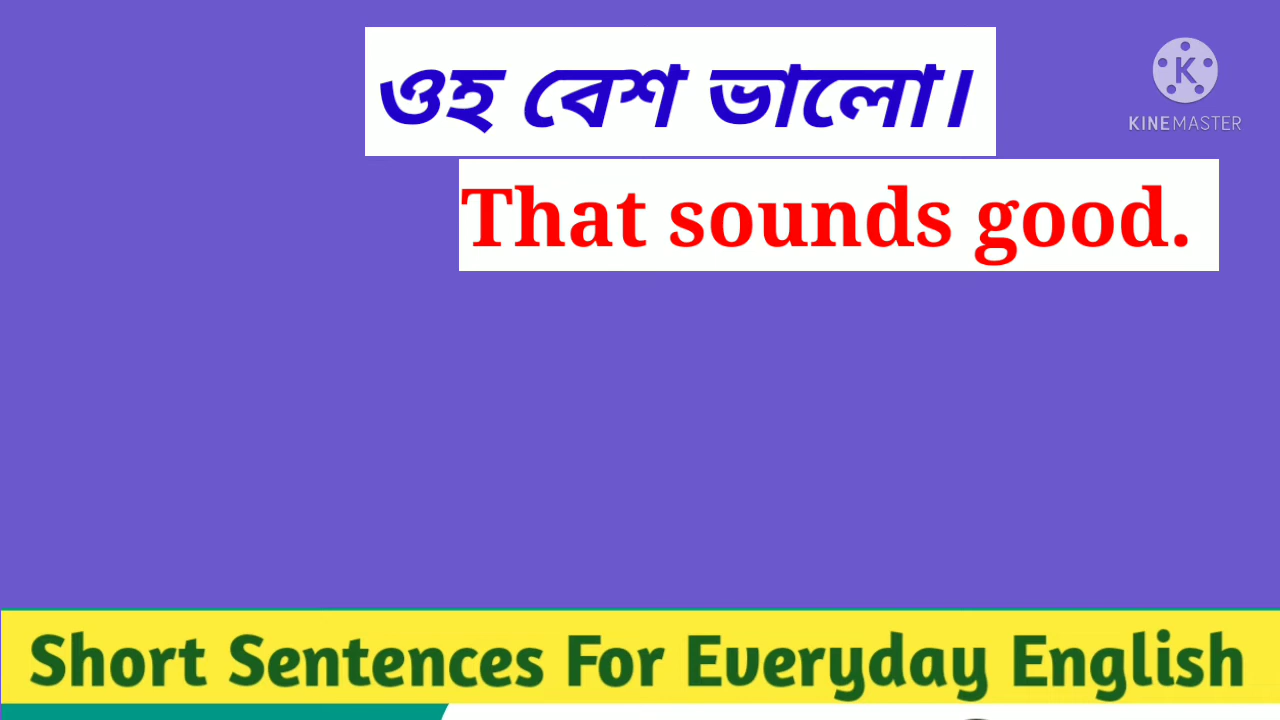 ওহ বেশ ভালো।
KINEMASTER
That sounds good.
Short Sentences For Everyday English